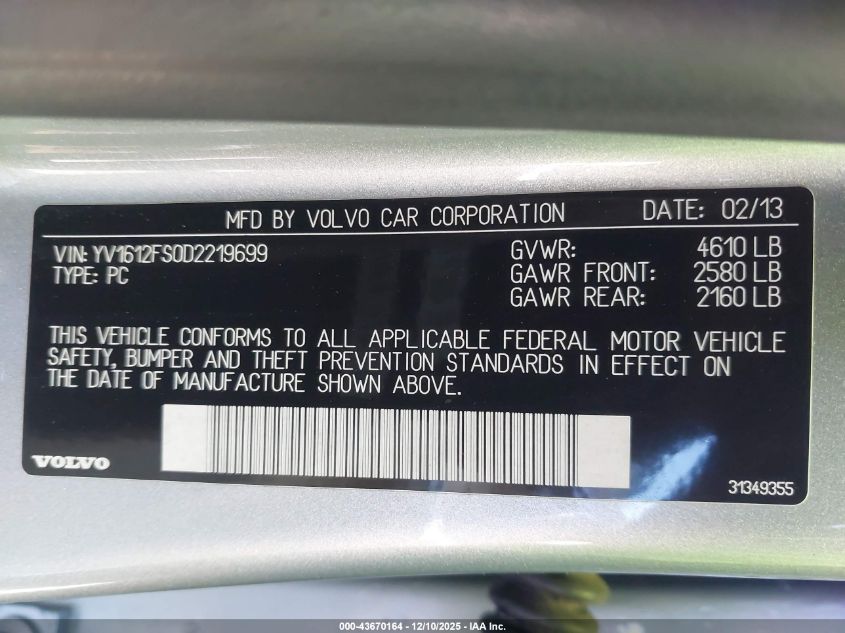 MFD BY VOLVO CAR CORPORATION DATE: 02/13
VIN: YV1612FS0D2219699 GVWR: 4610 LB
TYPE: PC GAWR FRONT: 2580 LB
GAWR REAR: 2160 LB
THIS VEHICLE CONFORMS TO ALL APPLICABLE FEDERAL MOTOR VEHICLE
SAFETY, BUMPER AND THEFT PREVENTION STANDARDS IN EFFECT ON
THE DATE OF MANUFACTURE SHOWN ABOVE.
VOLVO
31349355
000-43670164 - 12/10/2025 - IAA Inc.